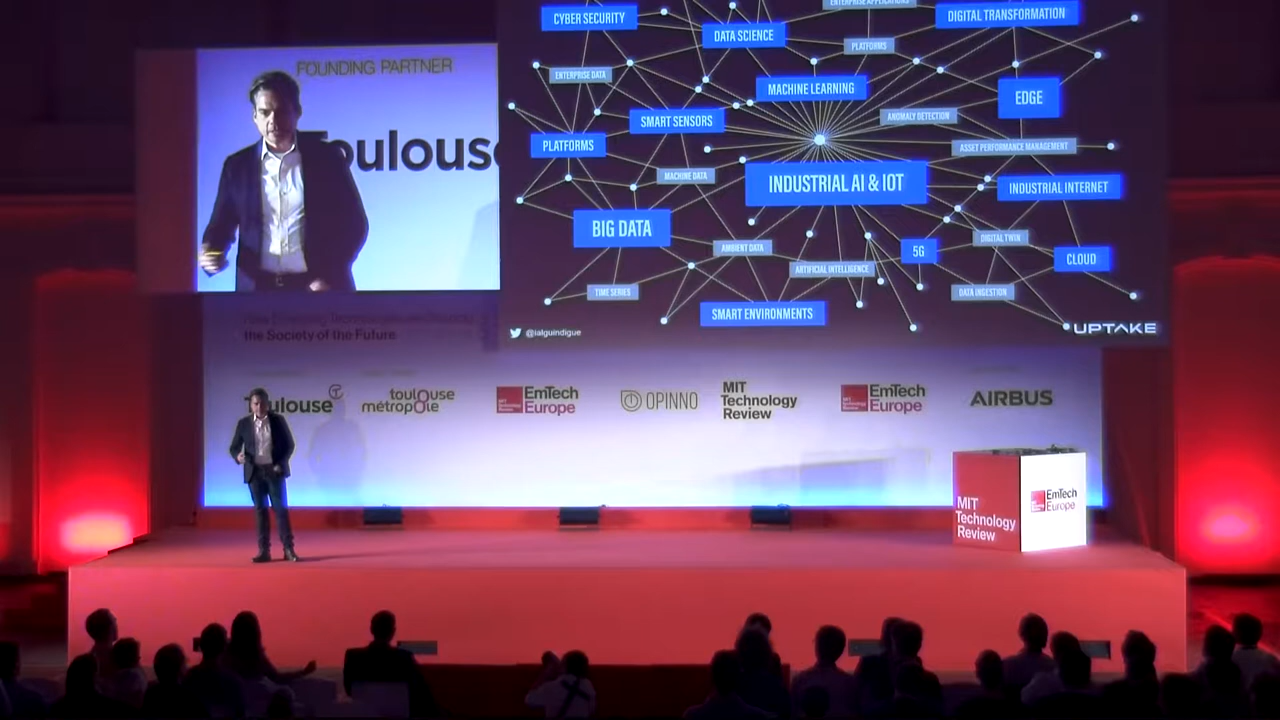 ENTERPRISE APPLICATIONS
CYBER SECURITY
DIGITAL TRANSFORMATION
DATA SCIENCE
PLATFORMS
FOUNDING PARTNER
ENTERPRISE DATA
MACHINE LEARNING
EDGE
ANOMALY DETECTION
SMART SENSORS
Toulouse
PLATFORMS
ASSET PERFORMANCE MANAGEMENT
MACHINE DATA
INDUSTRIAL AI & IOT
INDUSTRIAL INTERNET
BIG DATA
DIGITAL TWIN
AMBIENT DATA
5G
CLOUD
ARTIFICIAL INTELLIGENCE
TIME SERIES
DATA INGESTION
SMART ENVIRONMENTS
@ialguindigue
UPTAKE
the Society of the Future
Toulouse
toulouse
métropole
MIT
EmTech
Europe
OPINNO
MIT
Technology
Review
EmTech
Europe
AIRBUS
MIT
Technology
Review
EmTech
Europe